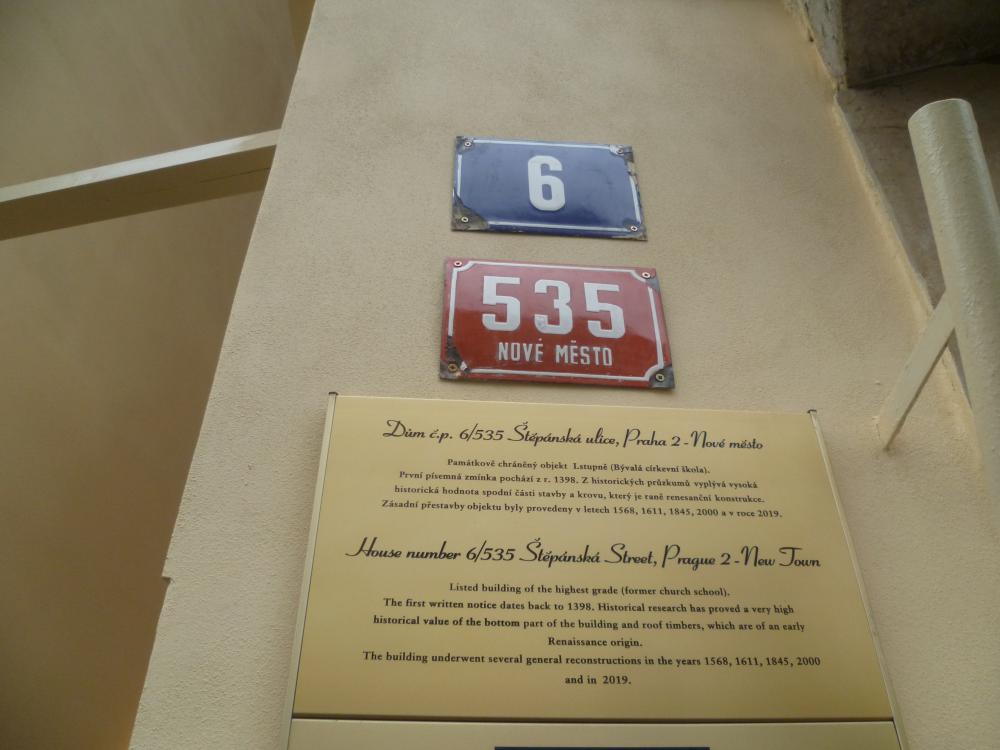 6
535
NOVÉ MĚSTO
Dům č.p. 6/535 Štěpánská ulice, Praha 2 - Nové město
Památkově chráněný objekt Lstupně (Bývalá církevní škola).
První písemná zmínka pochází z r. 1398. Z historických průzkumů vyplývá vysoká
historická hodnota spodní části stavby a krovu, který je raně renesanční konstrukce.
Zásadní přestavby objektu byly provedeny v letech 1568, 1611, 1845, 2000 a v roce 2019.
House number 6/535 Štěpánská Street, Prague 2 - New Town
Listed building of the highest grade (former church school).
The first written notice dates back to 1398. Historical research has proved a very high
historical value of the bottom part of the building and roof timbers, which are of an early
Renaissance origin.
The building underwent several general reconstructions in the years 1568, 1611, 1845, 2000
and in 2019.